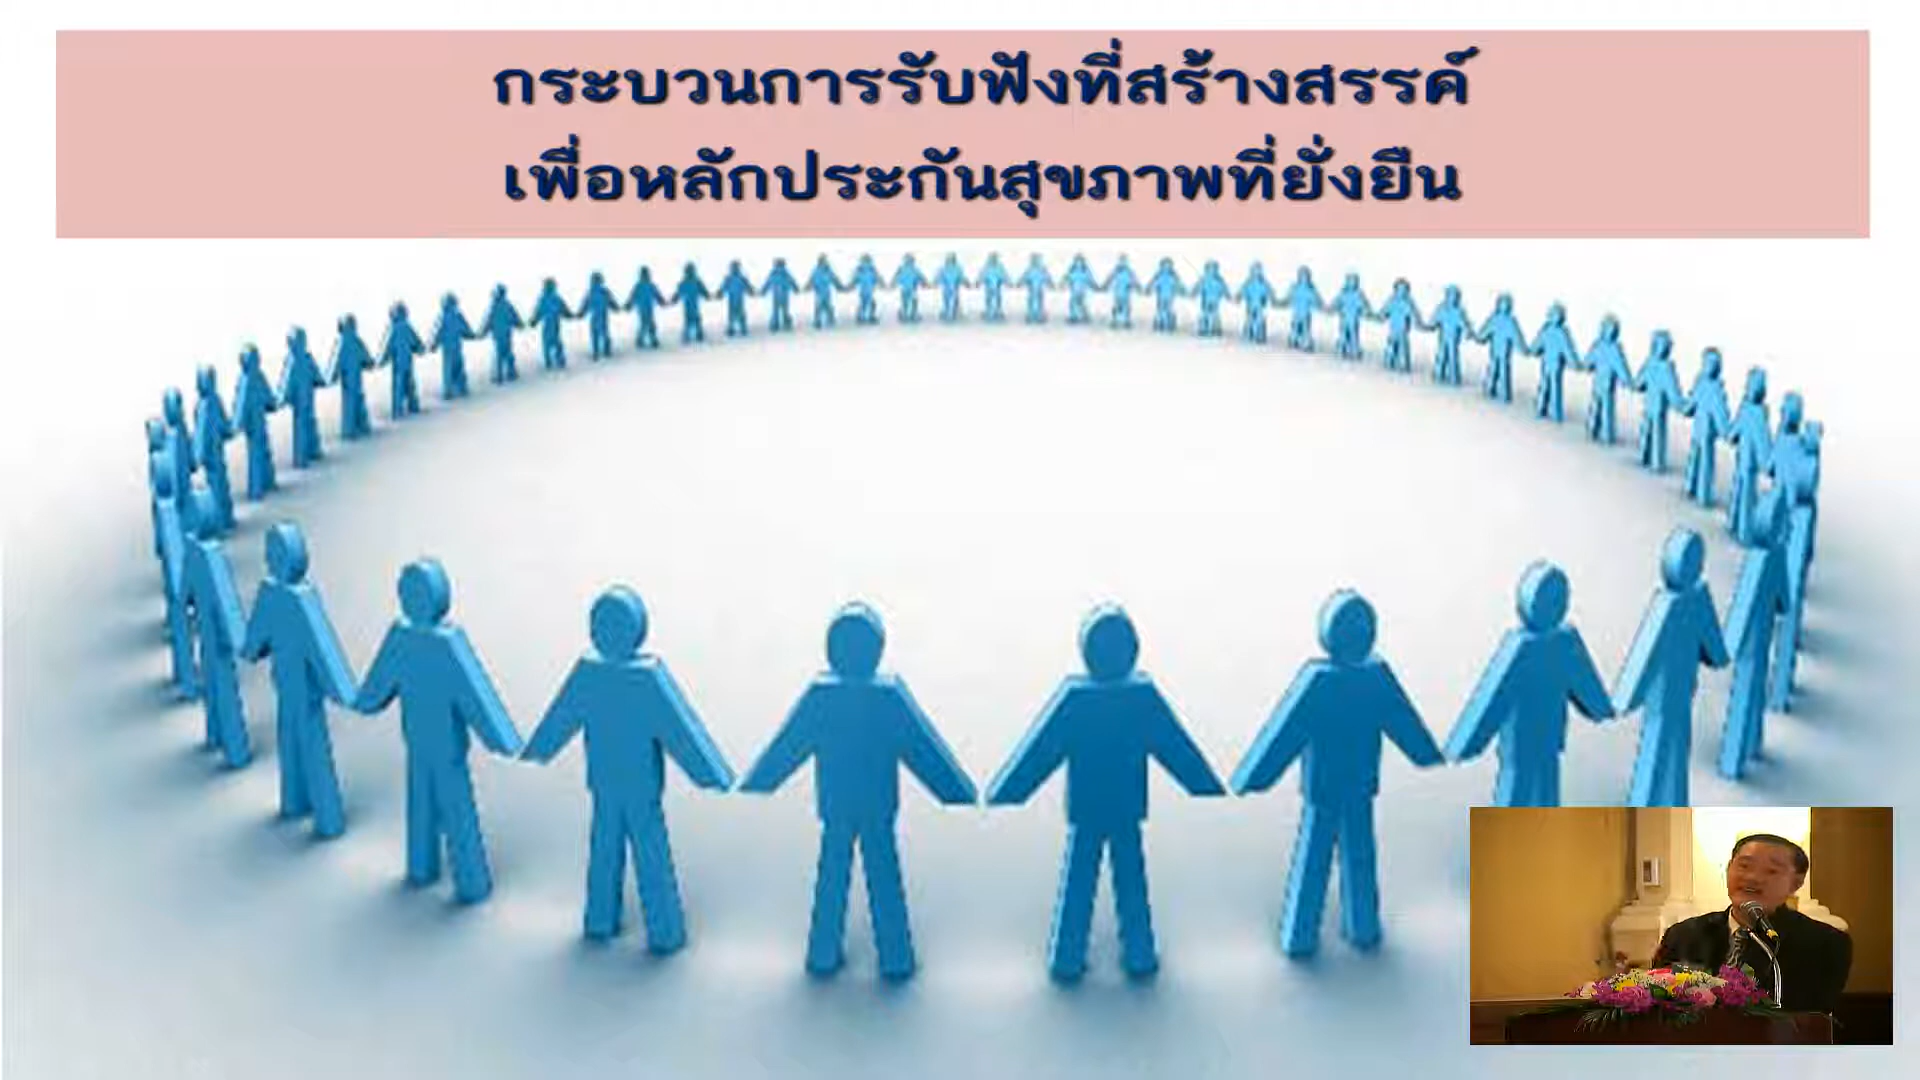 กระบวนการรับฟังที่สร้างสรรค์
เพื่อหลักประกันสุขภาพที่ยั่งยืน